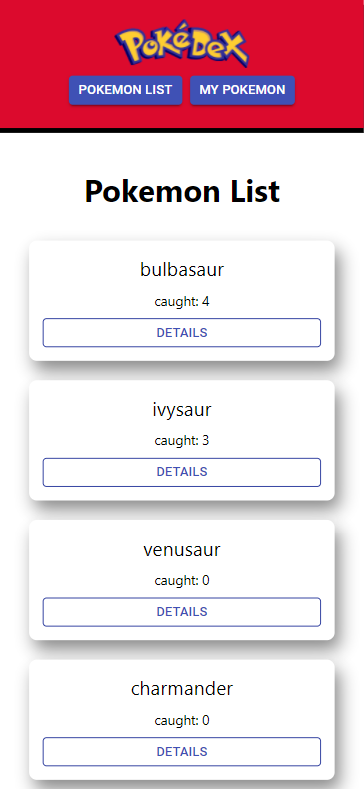 PokéDex
POKEMON LIST MY POKEMON
Pokemon List
bulbasaur
caught: 4
DETAILS
ivysaur
caught: 3
DETAILS
venusaur
caught: 0
DETAILS
charmander
caught: 0
DETAILS